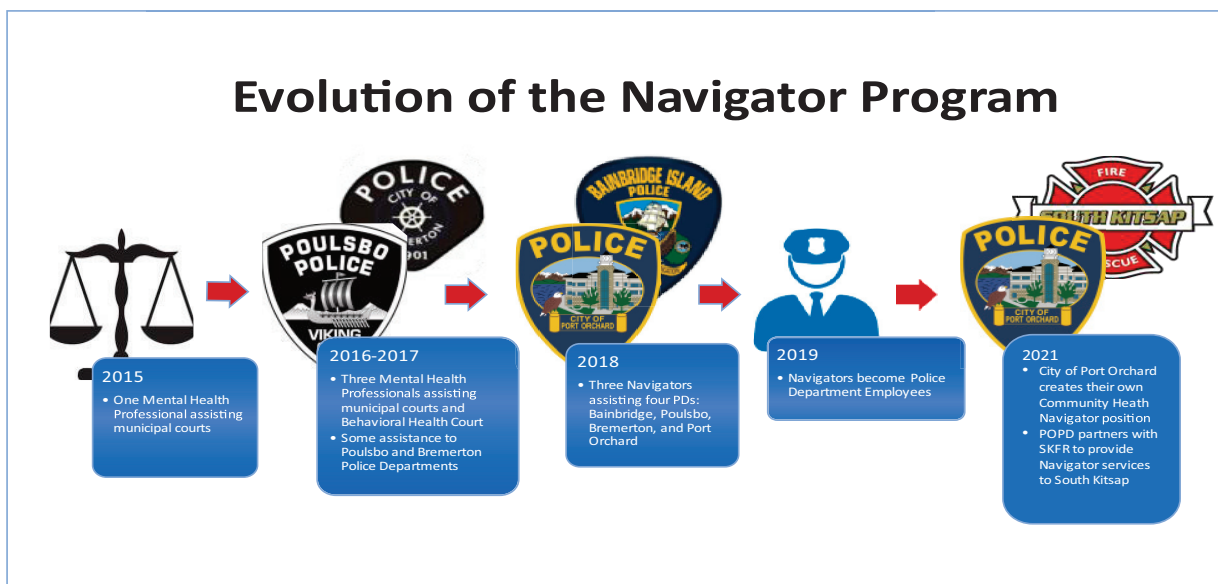 Evolution of the Navigator Program
POLICE
CITY OF
901
POULSBO
POLICE
VIKING
BAINBRIDGE ISLAND
POLICE
POLICE
CITY OF
PORT ORCHARD
FIRE
SOUTH KITSAP
POLICE
CITY OF
PORT ORCHARD
2015
• One Mental Health
Professional assisting
municipal courts
2016-2017
• Three Mental Health
Professionals assisting
municipal courts and
Behavioral Health Court
• Some assistance to
Poulsbo and Bremerton
Police Departments
2018
• Three Navigators
assisting four PDs:
Bainbridge, Poulsbo,
Bremerton, and Port
Orchard
2019
• Navigators become Police
Department Employees
2021
• City of Port Orchard
creates their own
Community Heath
Navigator position
• POPD partners with
SKFR to provide
Navigator services
to South Kitsap